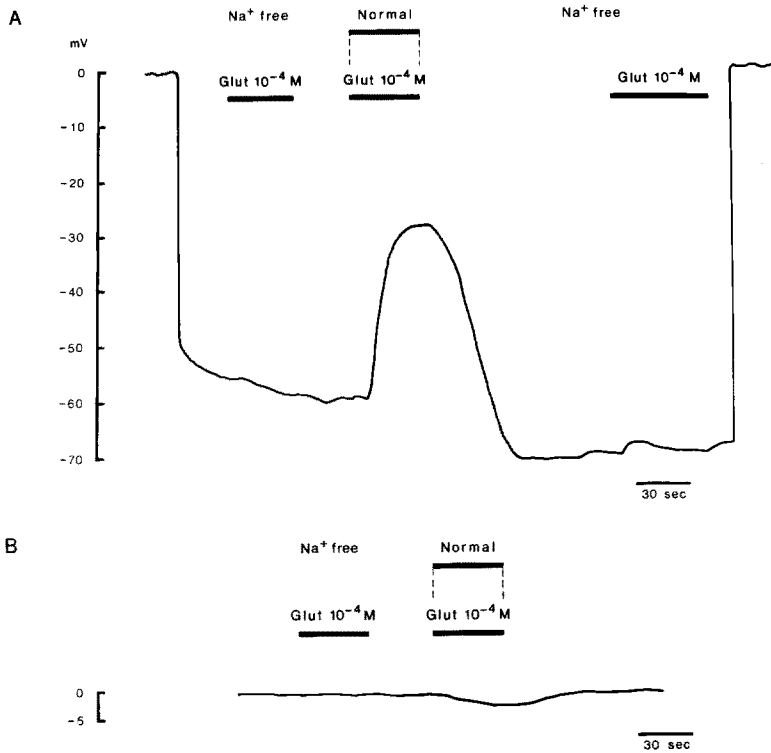 A
Na⁺ free
Normal
Na⁺ free
mV
Glut 10⁻⁴ M
Glut 10⁻⁴ M
Glut 10⁻⁴ M
0
-10
-20
-30
-40
-50
-60
-70
30 sec
B
Na⁺ free
Normal
Glut 10⁻⁴ M
Glut 10⁻⁴ M
0
-5
30 sec